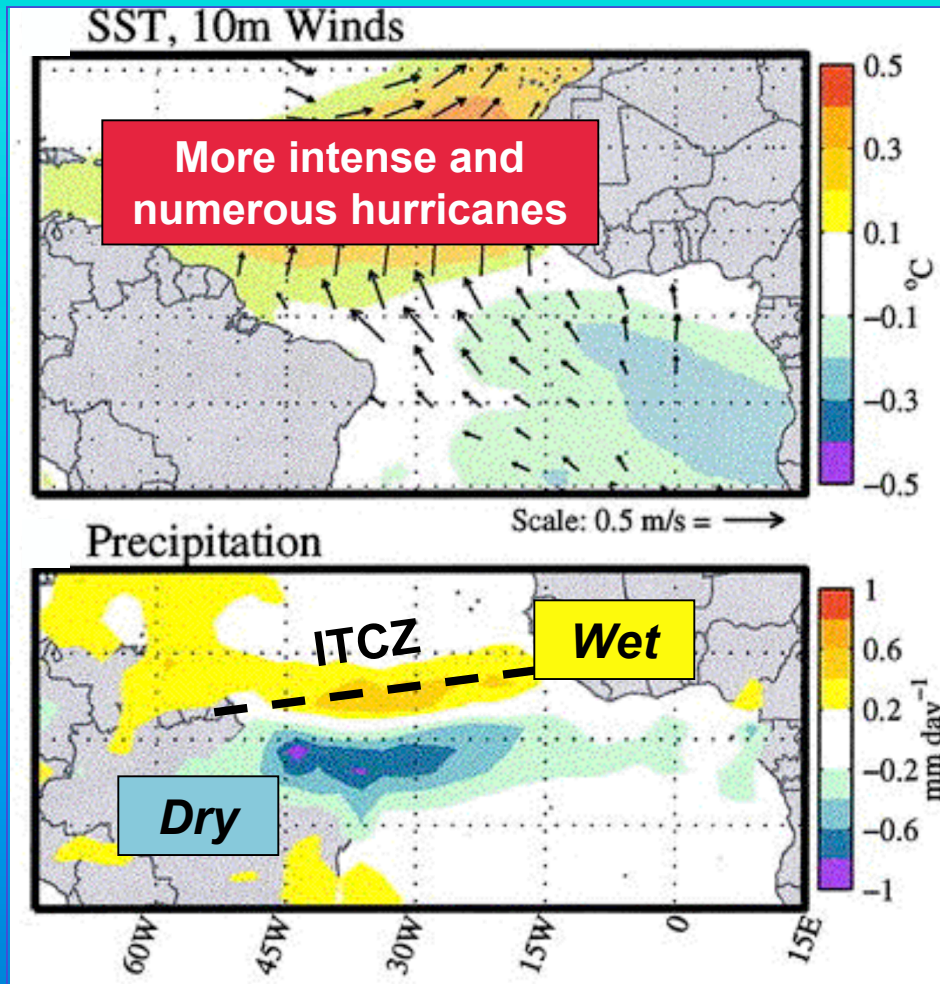 SST, 10m Winds
More intense and
numerous hurricanes
0.5
0.3
0.1
−0.1
−0.3
−0.5
°C
Scale: 0.5 m/s =
Precipitation
ITCZ
Wet
Dry
1
0.6
0.2
−0.2
−0.6
−1
mm day⁻¹
60W 45W 30W 15W 0 15E